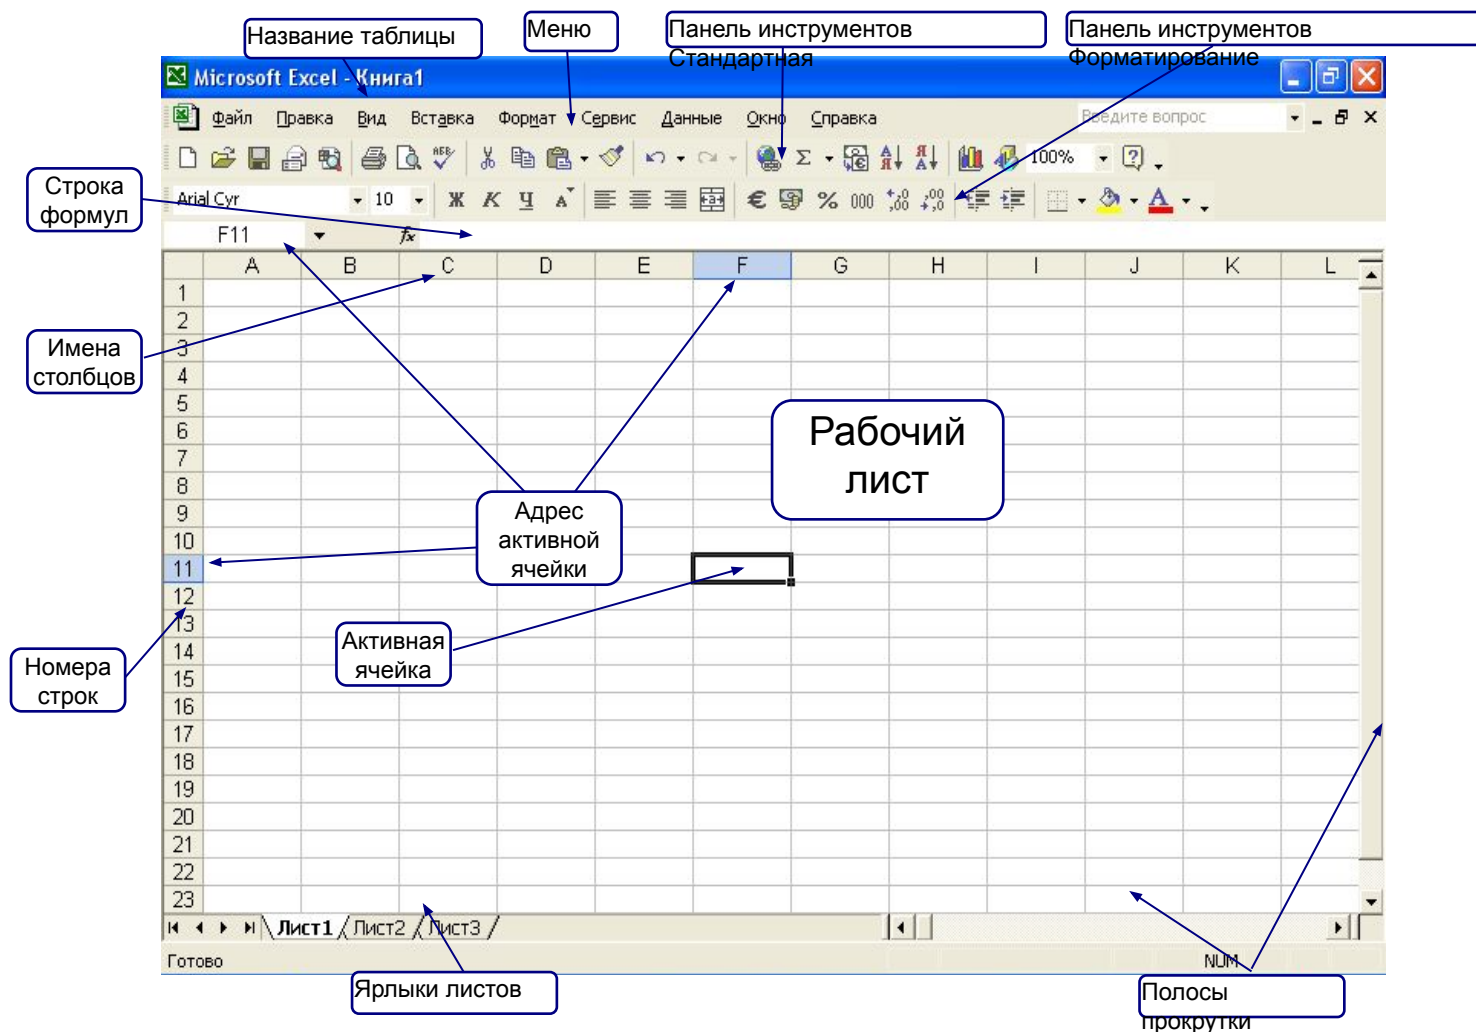 Название таблицы
Меню
Панель инструментов
Стандартная
Панель инструментов
Форматирование
Microsoft Excel - Книга1
Файл Правка Вид Вставка Формат Сервис Данные Окно Справка
Введите вопрос
100%
Строка
формул
Arial Cyr 10 Ж К Ч % 000
F11 fx
A B C D E F G H I J K L
1
2
Имена
столбцов
3
4
5
6
7
8
9
10
11
12
13
14
15
16
17
18
19
20
21
22
23
Рабочий
лист
Адрес
активной
ячейки
Активная
ячейка
Номера
строк
Лист1 Лист2 Лист3
Готово
NUM
Ярлыки листов
Полосы
прокрутки